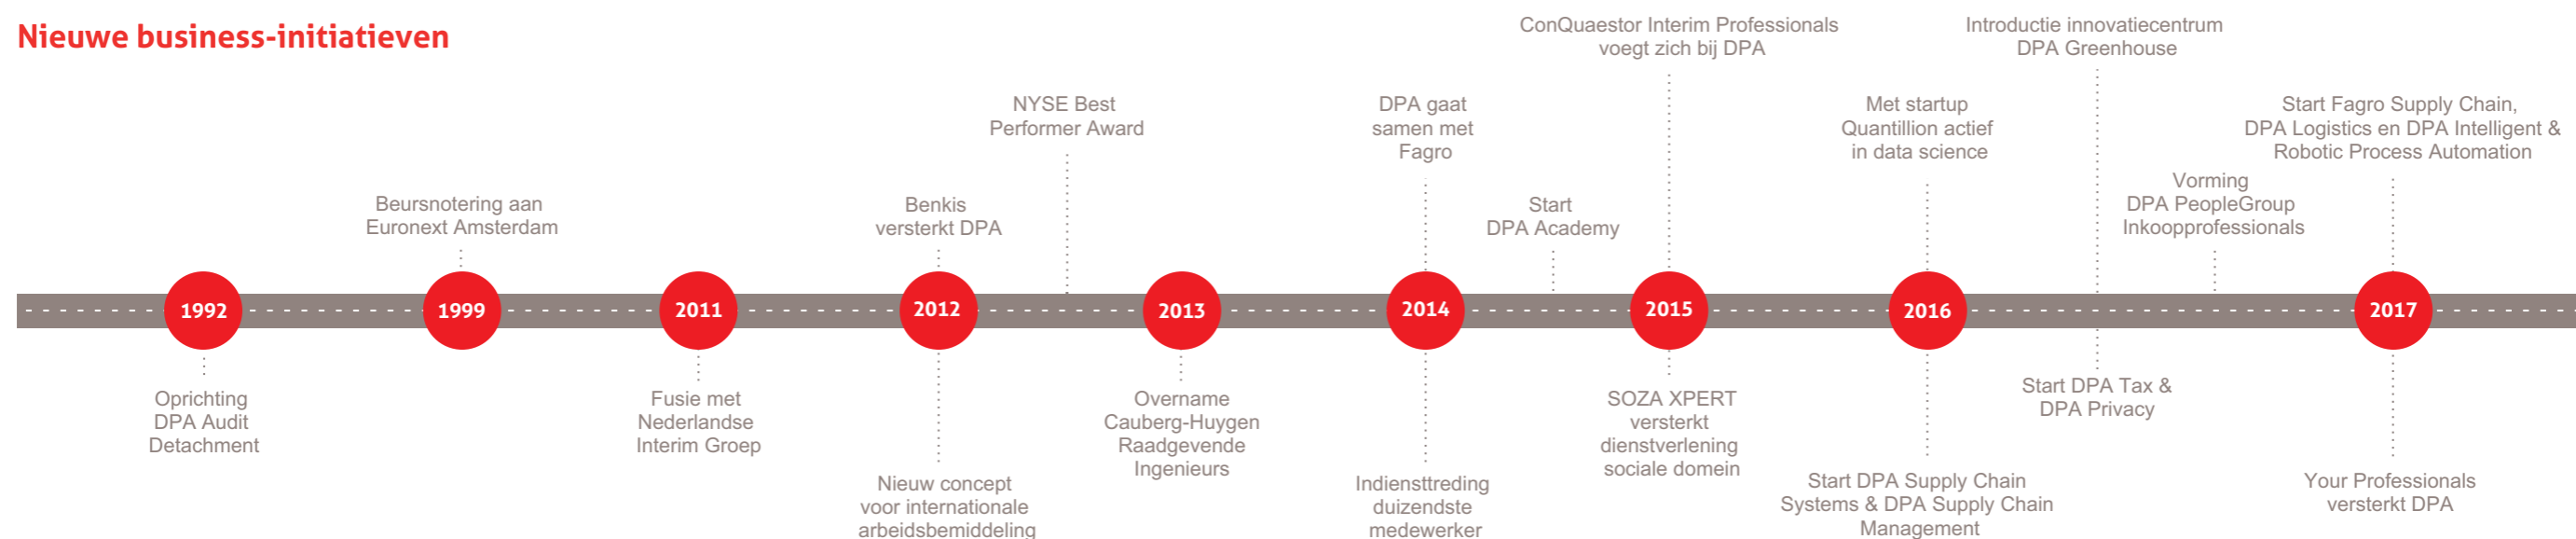 Nieuwe business-initiatieven
1992
Oprichting
DPA Audit
Detachment
Beursnotering aan
Euronext Amsterdam
1999
2011
Fusie met
Nederlandse
Interim Groep
Benkis
versterkt DPA
2012
Nieuw concept
voor internationale
arbeidsbemiddeling
NYSE Best
Performer Award
2013
Overname
Cauberg-Huygen
Raadgevende
Ingenieurs
DPA gaat
samen met
Fagro
2014
Indiensttreding
duizendste
medewerker
Start
DPA Academy
ConQuaestor Interim Professionals
voegt zich bij DPA
2015
SOZA XPERT
versterkt
dienstverlening
sociale domein
Met startup
Quantillion actief
in data science
2016
Start DPA Supply Chain
Systems & DPA Supply Chain
Management
Introductie innovatiecentrum
DPA Greenhouse
Start DPA Tax &
DPA Privacy
Vorming
DPA PeopleGroup
Inkoopprofessionals
Start Fagro Supply Chain,
DPA Logistics en DPA Intelligent &
Robotic Process Automation
2017
Your Professionals
versterkt DPA